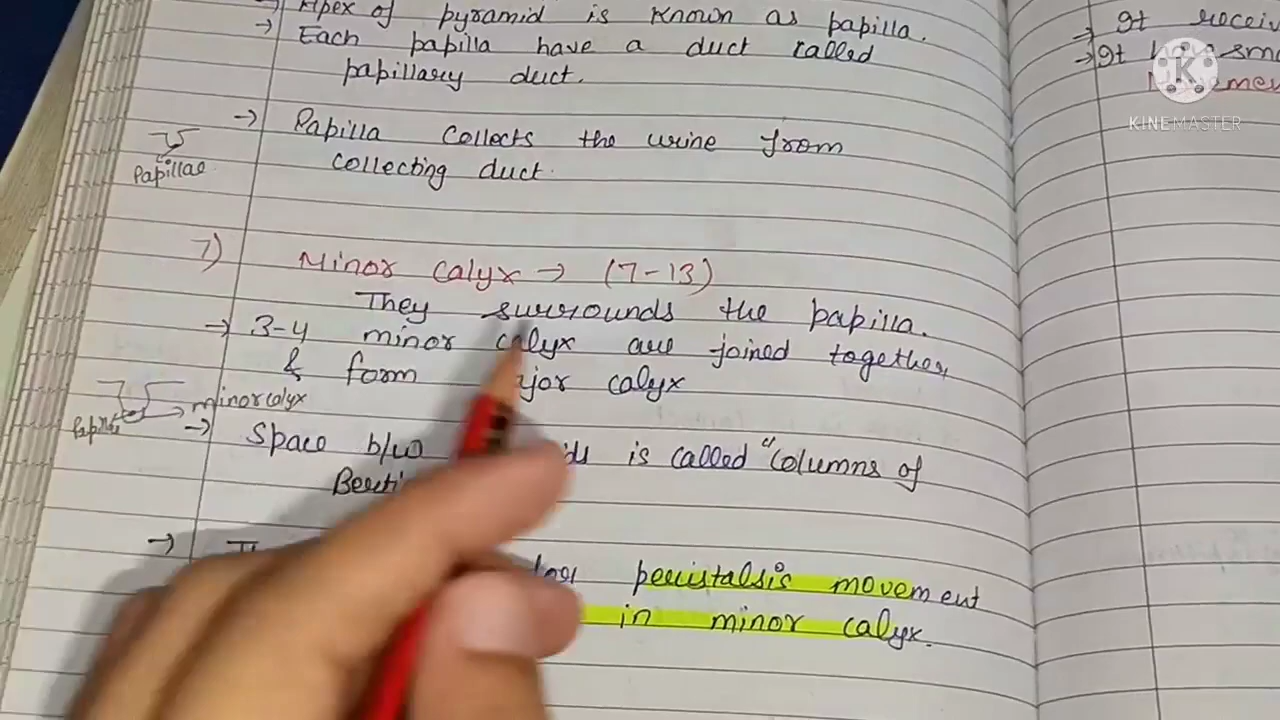 Apex of pyramid is known as papilla.
→ Each papilla have a duct called
papillary duct.
→ Papilla collects the urine from
collecting duct.
Papillae
7) Minor calyx → (7-13)
They surrounds the papilla.
→ 3-4 minor calyx are joined together
& form calyx
minor calyx
→ Space b/w is called "Columns of
→
peristalsis movement
in minor calyx.
→ It
→ It
KINEMASTER